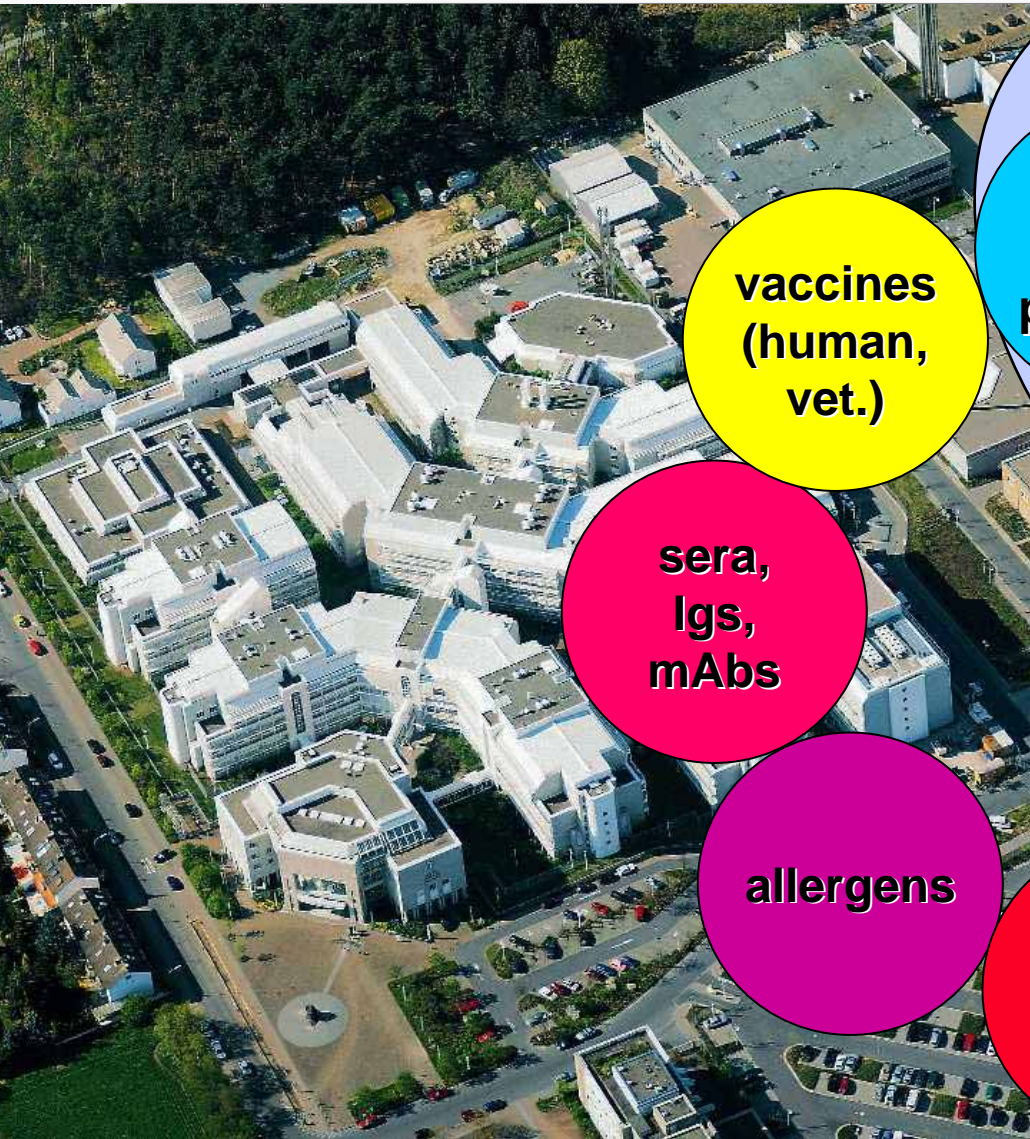 vaccines
(human,
vet.)
sera,
Igs,
mAbs
allergens